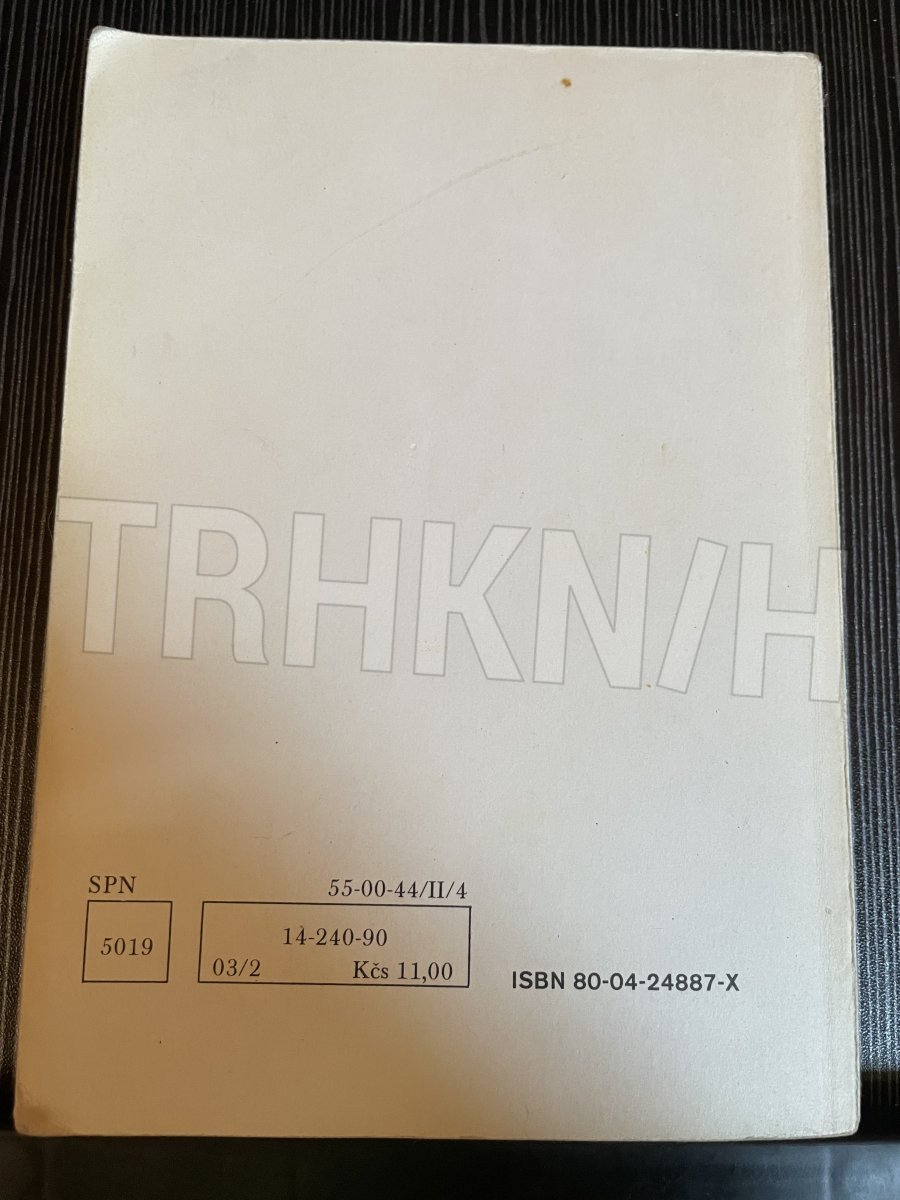 TRHKN/H
SPN
55-00-44/II/4
5019
14-240-90
03/2 Kčs 11,00
ISBN 80-04-24887-X